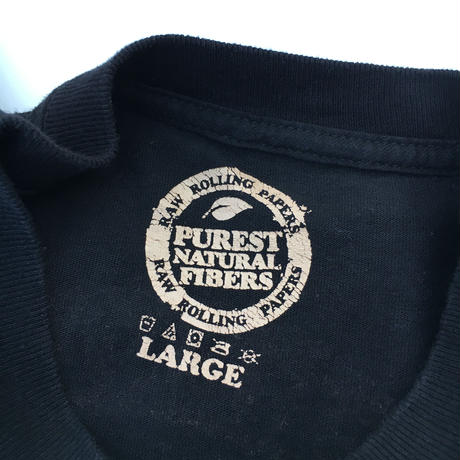 RAW ROLLING PAPERS
PUREST
NATURAL
FIBERS
RAW ROLLING PAPERS
LARGE